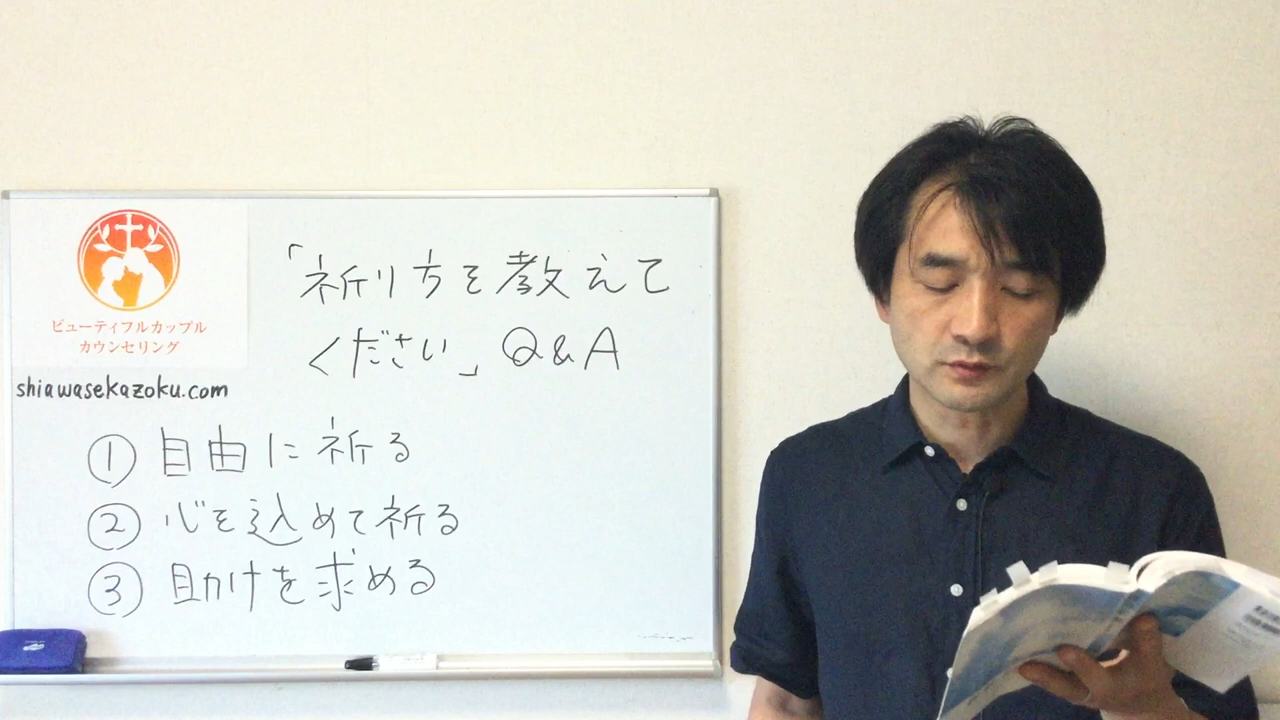 ビューティフルカップル
カウンセリング
shiawasekazoku.com
「祈り方を教えて
ください」Q&A
① 自由に祈る
② 心を込めて祈る
③ 助けを求める